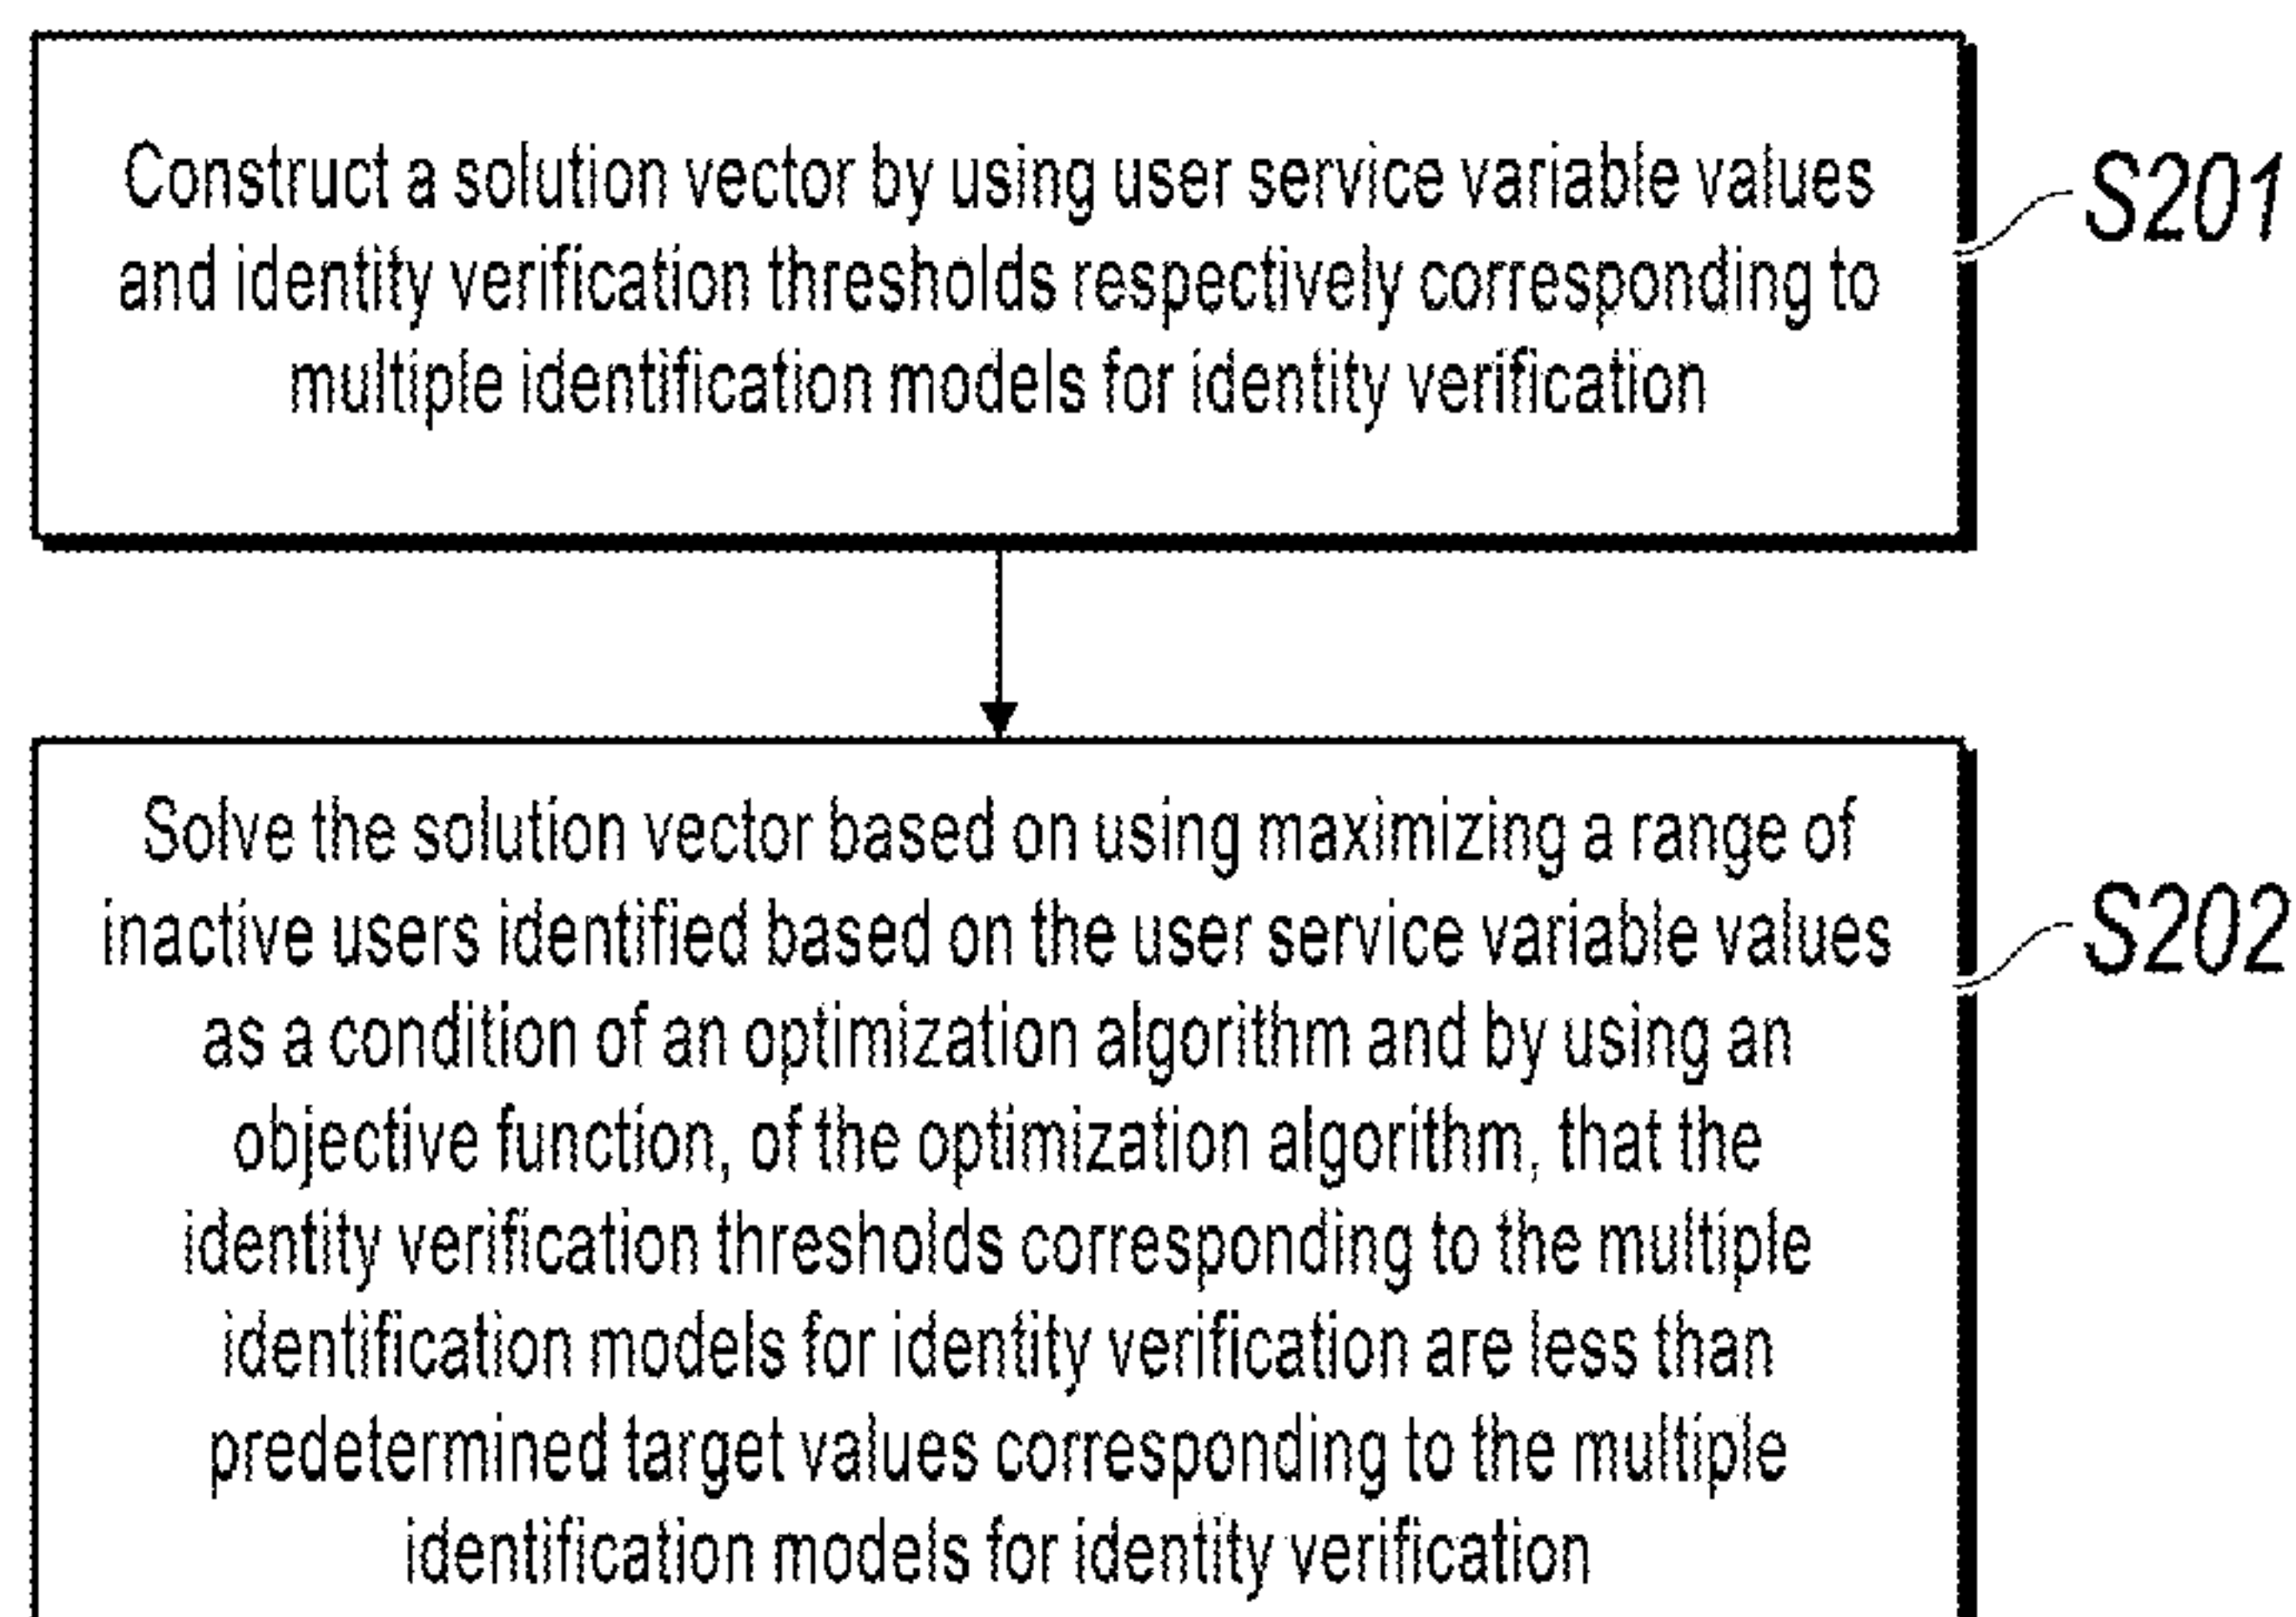 Construct a solution vector by using user service variable values
and identity verification thresholds respectively corresponding to
multiple identification models for identity verification
S201
Solve the solution vector based on using maximizing a range of
inactive users identified based on the user service variable values
as a condition of an optimization algorithm and by using an
objective function, of the optimization algorithm, that the
identity verification thresholds corresponding to the multiple
identification models for identity verification are less than
predetermined target values corresponding to the multiple
identification models for identity verification
S202